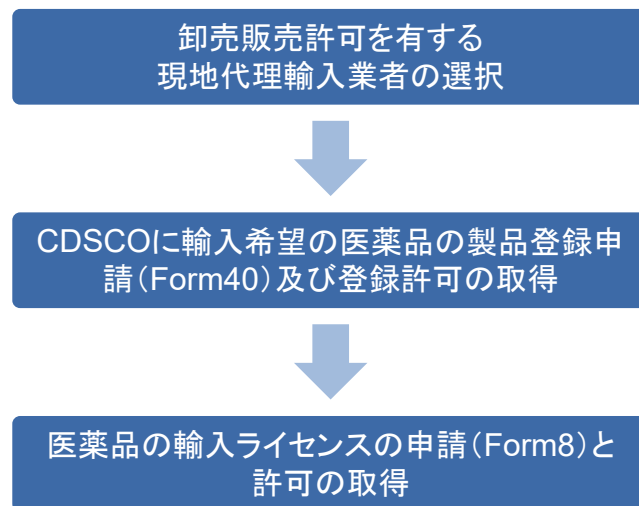 卸売販売許可を有する
現地代理輸入業者の選択
CDSCOに輸入希望の医薬品の製品登録申
請（Form40）及び登録許可の取得
医薬品の輸入ライセンスの申請（Form8）と
許可の取得